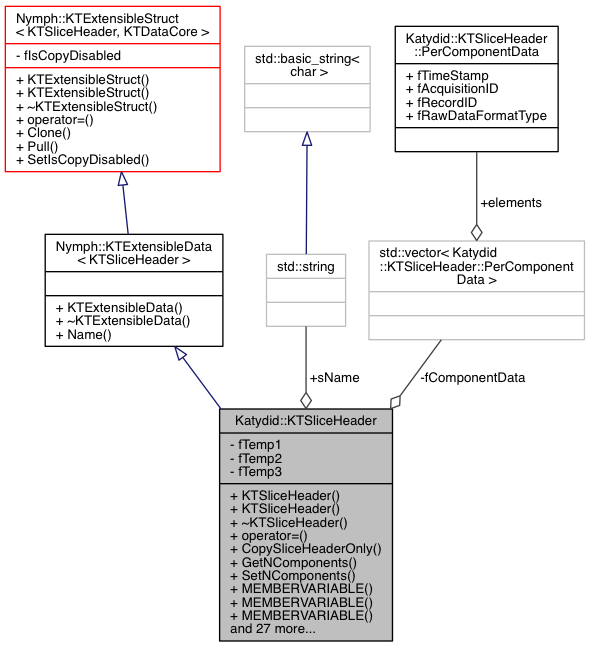 Nymph::KTExtensibleStruct
< KTSliceHeader, KTDataCore >
- fIsCopyDisabled
+ KTExtensibleStruct()
+ KTExtensibleStruct()
+ ~KTExtensibleStruct()
+ operator=()
+ Clone()
+ Pull()
+ SetIsCopyDisabled()
std::basic_string<
char >
Katydid::KTSliceHeader
::PerComponentData
+ fTimeStamp
+ fAcquisitionID
+ fRecordID
+ fRawDataFormatType
+elements
Nymph::KTExtensibleData
< KTSliceHeader >
+ KTExtensibleData()
+ ~KTExtensibleData()
+ Name()
std::string
std::vector< Katydid
::KTSliceHeader::PerComponent
Data >
+sName
-fComponentData
Katydid::KTSliceHeader
- fTemp1
- fTemp2
- fTemp3
+ KTSliceHeader()
+ KTSliceHeader()
+ ~KTSliceHeader()
+ operator=()
+ CopySliceHeaderOnly()
+ GetNComponents()
+ SetNComponents()
+ MEMBERVARIABLE()
+ MEMBERVARIABLE()
+ MEMBERVARIABLE()
and 27 more...